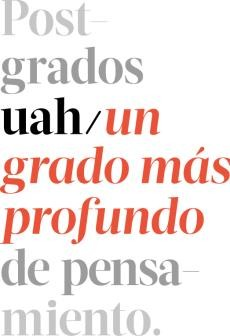 Post–
grados
uah/un
grado más
profundo
de pensa–
miento.